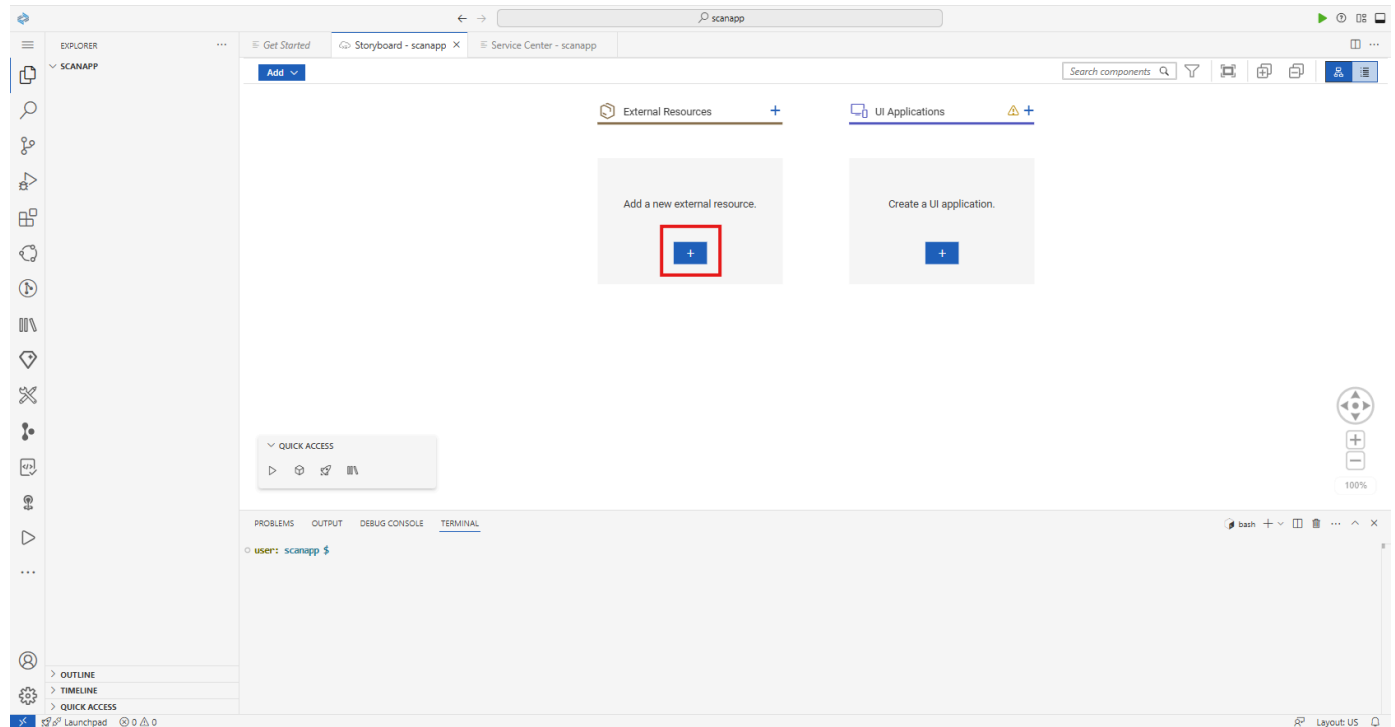 scanapp
EXPLORER
Get Started
Storyboard - scanapp
Service Center - scanapp
SCANAPP
Add
Search components
External Resources
UI Applications
Add a new external resource.
Create a UI application.
QUICK ACCESS
100%
PROBLEMS OUTPUT DEBUG CONSOLE TERMINAL
bash
user: scanapp $
OUTLINE
TIMELINE
QUICK ACCESS
Launchpad 0 0
Layout: US